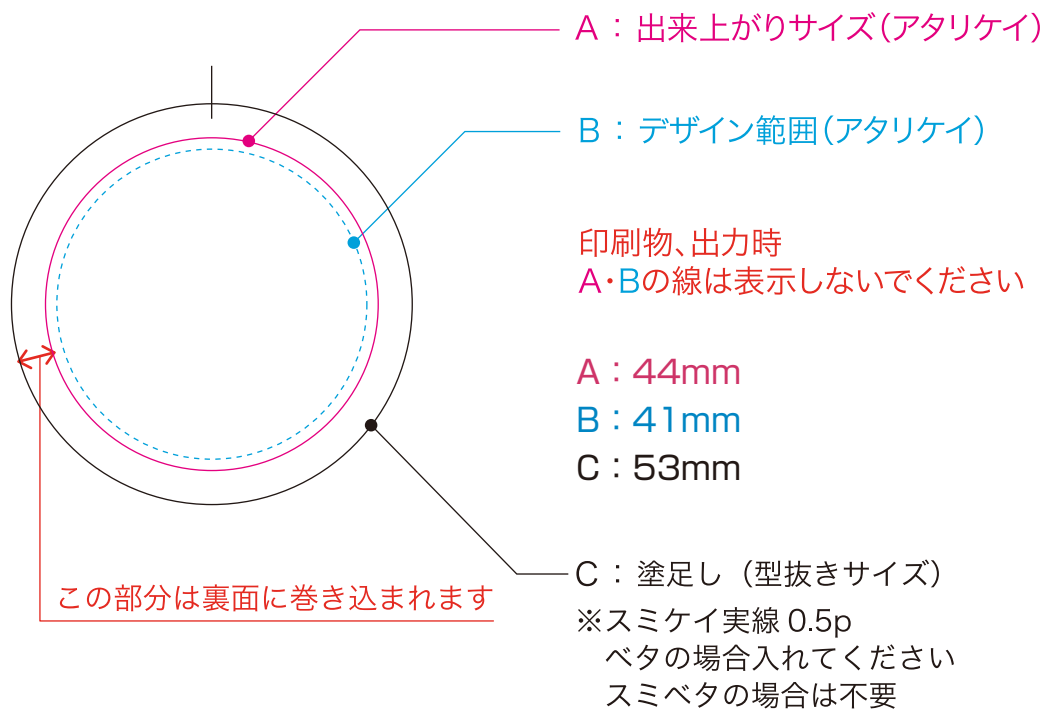 A：出来上がりサイズ（アタリケイ）
B：デザイン範囲（アタリケイ）
印刷物、出力時
A・Bの線は表示しないでください
A：44mm
B：41mm
C：53mm
C：塗足し（型抜きサイズ）
※スミケイ実線 0.5p
ベタの場合入れてください
スミベタの場合は不要
この部分は裏面に巻き込まれます